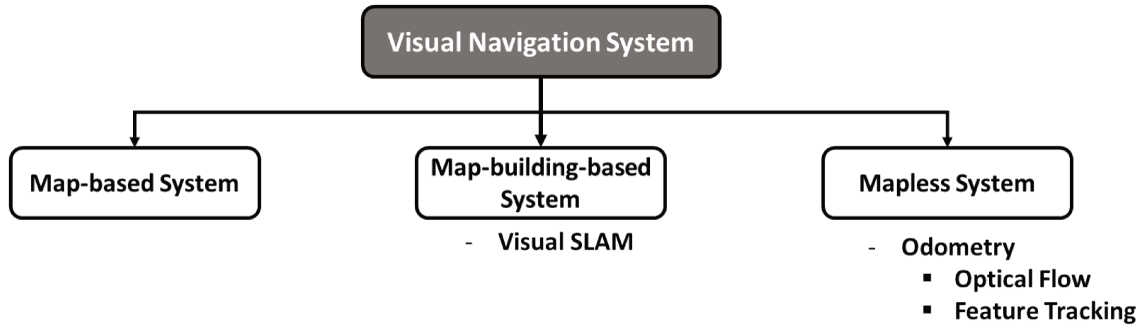 Visual Navigation System
Map-based System
Map-building-based
System
- Visual SLAM
Mapless System
- Odometry
▪ Optical Flow
▪ Feature Tracking